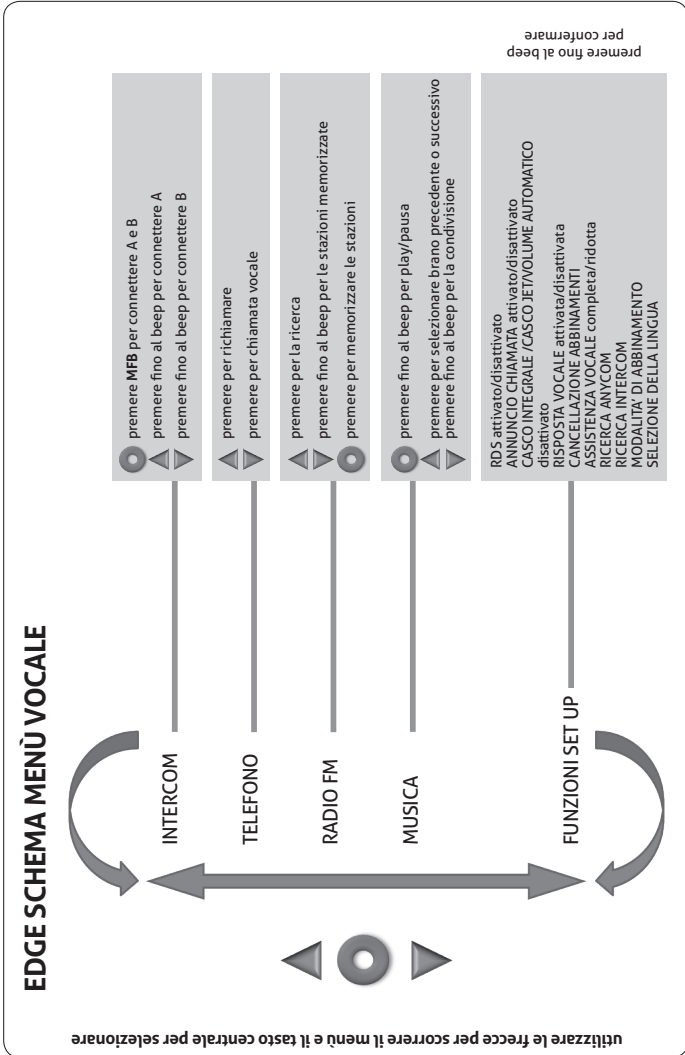 EDGE SCHEMA MENÙ VOCALE
utilizzare le frecce per scorrere il menù e il tasto centrale per selezionare
INTERCOM
premere MFB per connettere A e B
premere fino al beep per connettere A
premere fino al beep per connettere B
TELEFONO
premere per richiamare
premere per chiamata vocale
RADIO FM
premere per la ricerca
premere fino al beep per le stazioni memorizzate
premere per memorizzare le stazioni
MUSICA
premere fino al beep per play/pausa
premere per selezionare brano precedente o successivo
premere fino al beep per la condivisione
FUNZIONI SET UP
RDS attivato/disattivato
ANNUNCIO CHIAMATA attivato/disattivato
CASCO INTEGRALE /CASCO JET/VOLUME AUTOMATICO
disattivato
RISPOSTA VOCALE attivata/disattivata
CANCELLAZIONE ABBINAMENTI
ASSISTENZA VOCALE completa/ridotta
RICERCA ANYCOM
RICERCA INTERCOM
MODALITA' DI ABBINAMENTO
SELEZIONE DELLA LINGUA
premere fino al beep
per confermare